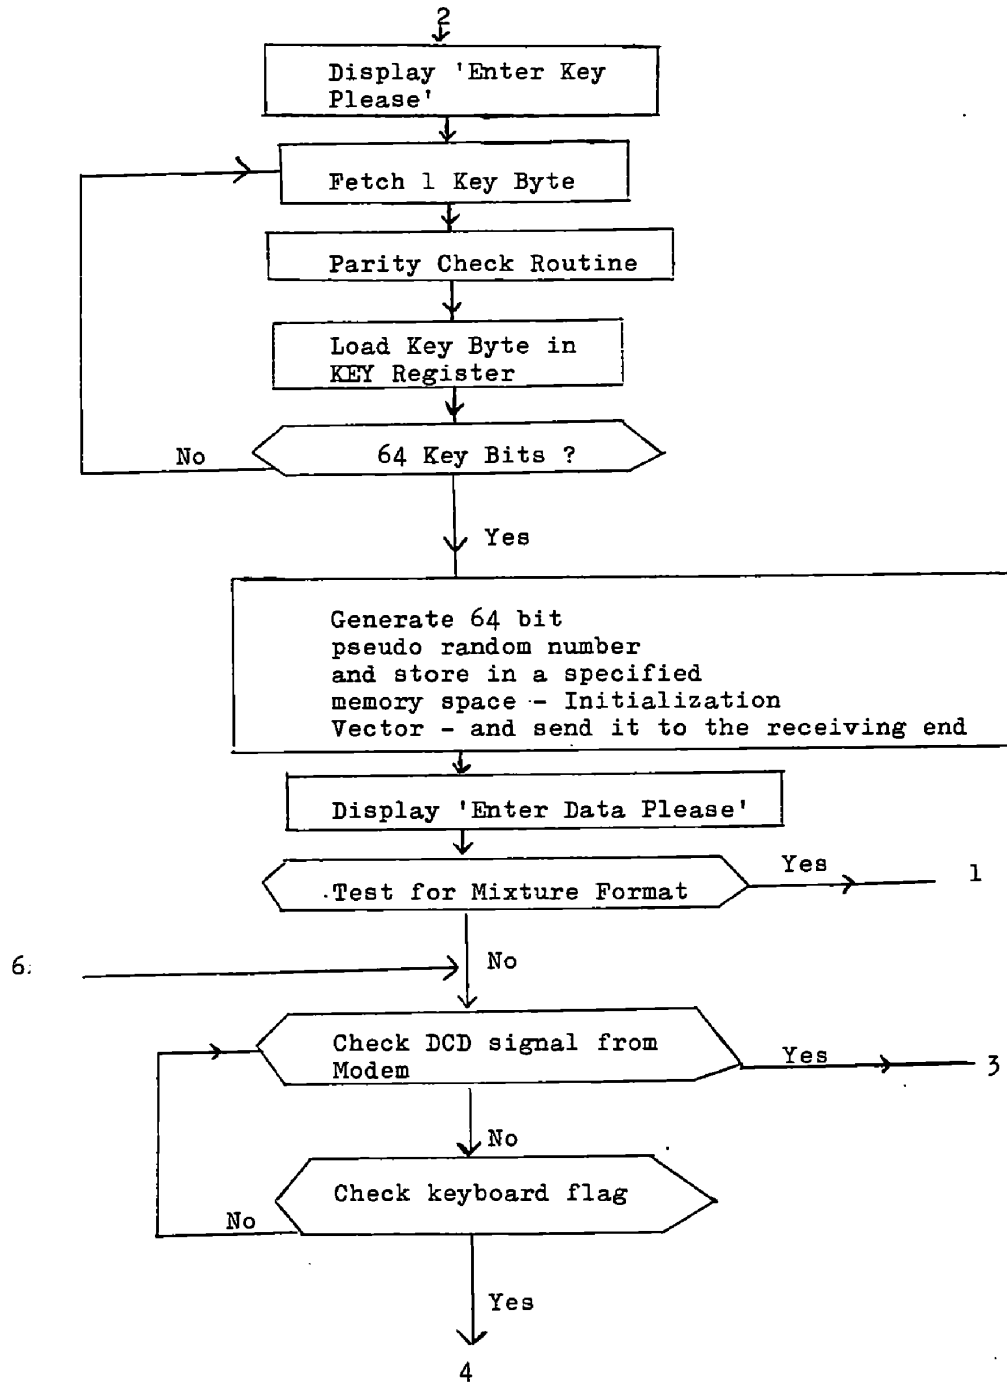 2
Display 'Enter Key
Please'
Fetch 1 Key Byte
Parity Check Routine
Load Key Byte in
KEY Register
64 Key Bits ?
No
Yes
Generate 64 bit
pseudo random number
and store in a specified
memory space - Initialization
Vector - and send it to the receiving end
Display 'Enter Data Please'
Test for Mixture Format
Yes
1
No
6
Check DCD signal from
Modem
Yes
3
No
Check keyboard flag
No
Yes
4